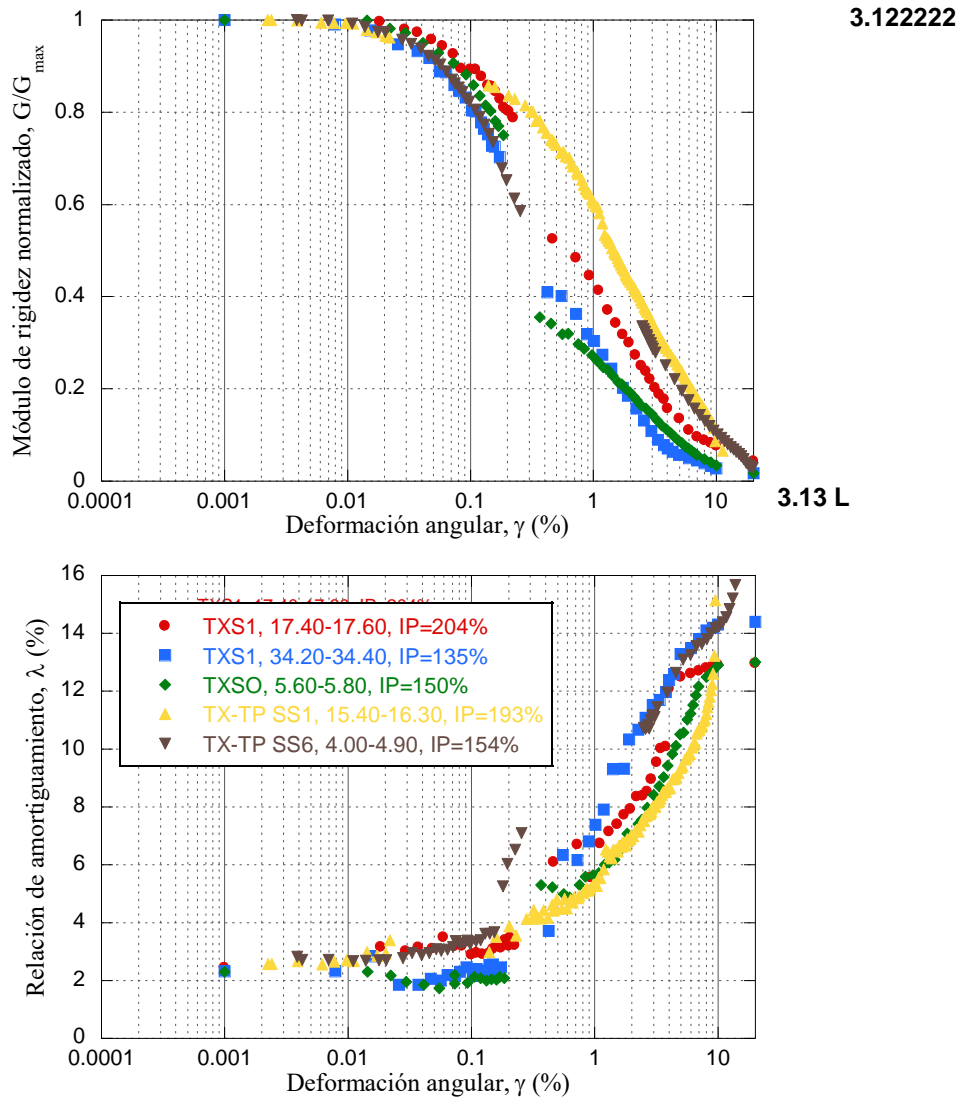 3.122222
Módulo de rigidez normalizado, G/G max
1
0.8
0.6
0.4
0.2
0
0.0001 0.001 0.01 0.1 1 10
3.13 L
Deformación angular, γ (%)
Relación de amortiguamiento, λ (%)
16
14
12
10
8
6
4
2
0
TXS1, 17.40-17.60, IP=204%
TXS1, 34.20-34.40, IP=135%
TXSO, 5.60-5.80, IP=150%
TX-TP SS1, 15.40-16.30, IP=193%
TX-TP SS6, 4.00-4.90, IP=154%
0.0001 0.001 0.01 0.1 1 10
Deformación angular, γ (%)